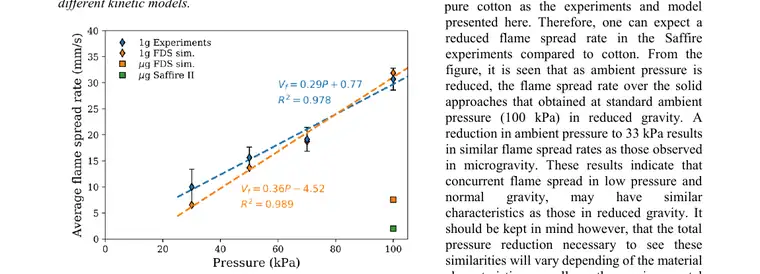 different kinetic models.
40
35
30
25
20
15
10
5
0
Average flame spread rate (mm/s)
1g Experiments
1g FDS sim.
μg FDS sim.
μg Saffire II
V_f = 0.29P + 0.77
R² = 0.978
V_f = 0.36P − 4.52
R² = 0.989
0 20 40 60 80 100
Pressure (kPa)
pure cotton as the experiments and model
presented here. Therefore, one can expect a
reduced flame spread rate in the Saffire
experiments compared to cotton. From the
figure, it is seen that as ambient pressure is
reduced, the flame spread rate over the solid
approaches that obtained at standard ambient
pressure (100 kPa) in reduced gravity. A
reduction in ambient pressure to 33 kPa results
in similar flame spread rates as those observed
in microgravity. These results indicate that
concurrent flame spread in low pressure and
normal gravity, may have similar
characteristics as those in reduced gravity. It
should be kept in mind however, that the total
pressure reduction necessary to see these
similarities will vary depending of the material